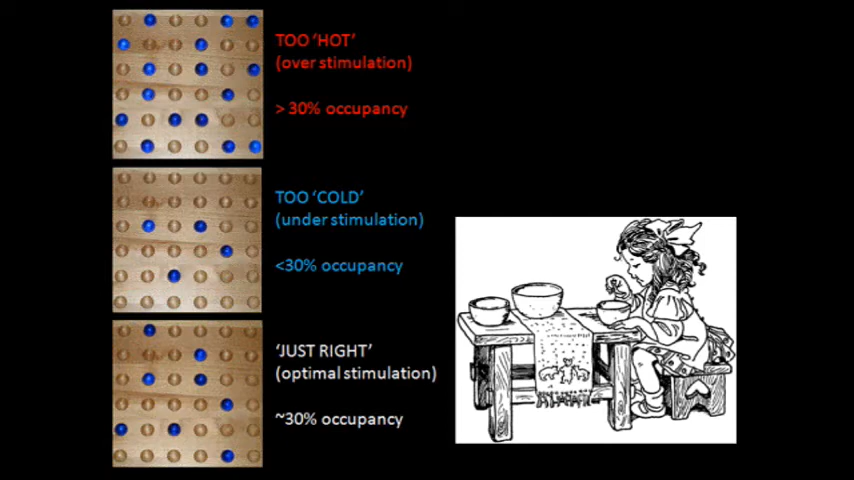 TOO ‘HOT’
(over stimulation)
> 30% occupancy
TOO ‘COLD’
(under stimulation)
<30% occupancy
‘JUST RIGHT’
(optimal stimulation)
~30% occupancy